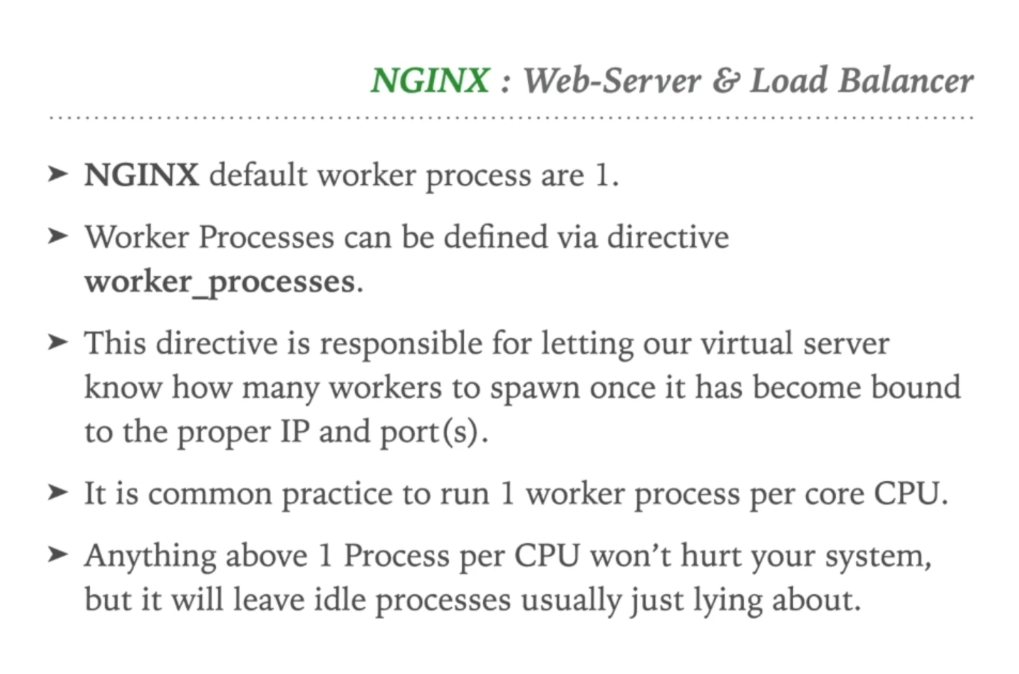 NGINX : Web-Server & Load Balancer
➤ NGINX default worker process are 1.
➤ Worker Processes can be defined via directive
worker_processes.
➤ This directive is responsible for letting our virtual server
know how many workers to spawn once it has become bound
to the proper IP and port(s).
➤ It is common practice to run 1 worker process per core CPU.
➤ Anything above 1 Process per CPU won’t hurt your system,
but it will leave idle processes usually just lying about.